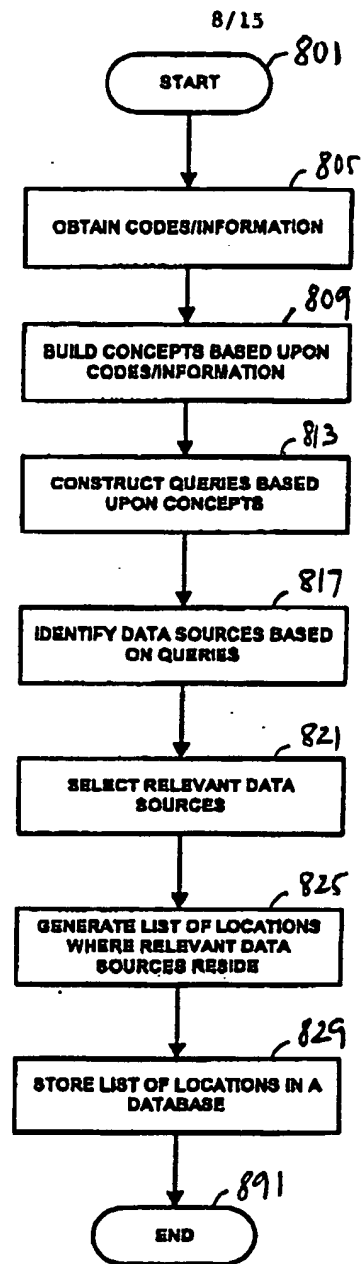 8/15
801
START
805
OBTAIN CODES/INFORMATION
809
BUILD CONCEPTS BASED UPON
CODES/INFORMATION
813
CONSTRUCT QUERIES BASED
UPON CONCEPTS
817
IDENTIFY DATA SOURCES BASED
ON QUERIES
821
SELECT RELEVANT DATA
SOURCES
825
GENERATE LIST OF LOCATIONS
WHERE RELEVANT DATA
SOURCES RESIDE
829
STORE LIST OF LOCATIONS IN A
DATABASE
891
END